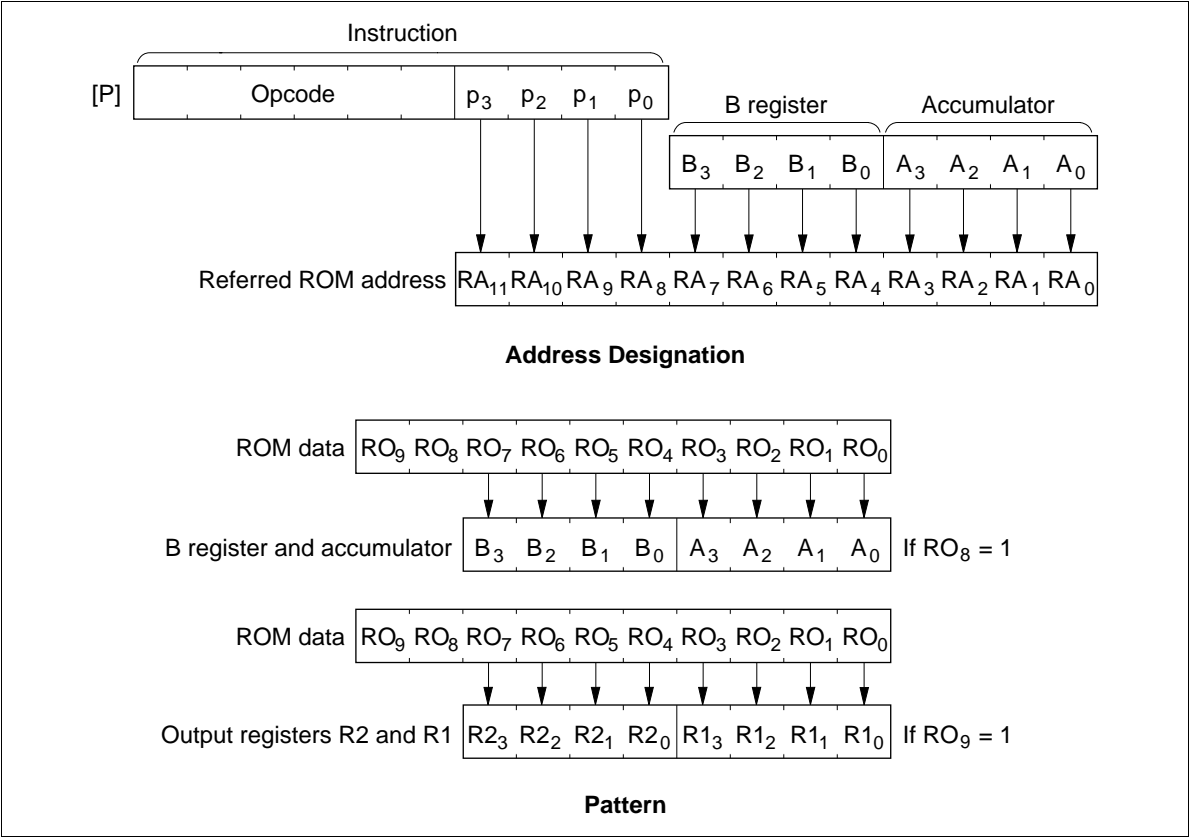 Instruction
[P] Opcode p3 p2 p1 p0
B register Accumulator
B3 B2 B1 B0 A3 A2 A1 A0
Referred ROM address RA11 RA10 RA9 RA8 RA7 RA6 RA5 RA4 RA3 RA2 RA1 RA0
Address Designation
ROM data RO9 RO8 RO7 RO6 RO5 RO4 RO3 RO2 RO1 RO0
B register and accumulator B3 B2 B1 B0 A3 A2 A1 A0 If RO8 = 1
ROM data RO9 RO8 RO7 RO6 RO5 RO4 RO3 RO2 RO1 RO0
Output registers R2 and R1 R23 R22 R21 R20 R13 R12 R11 R10 If RO9 = 1
Pattern